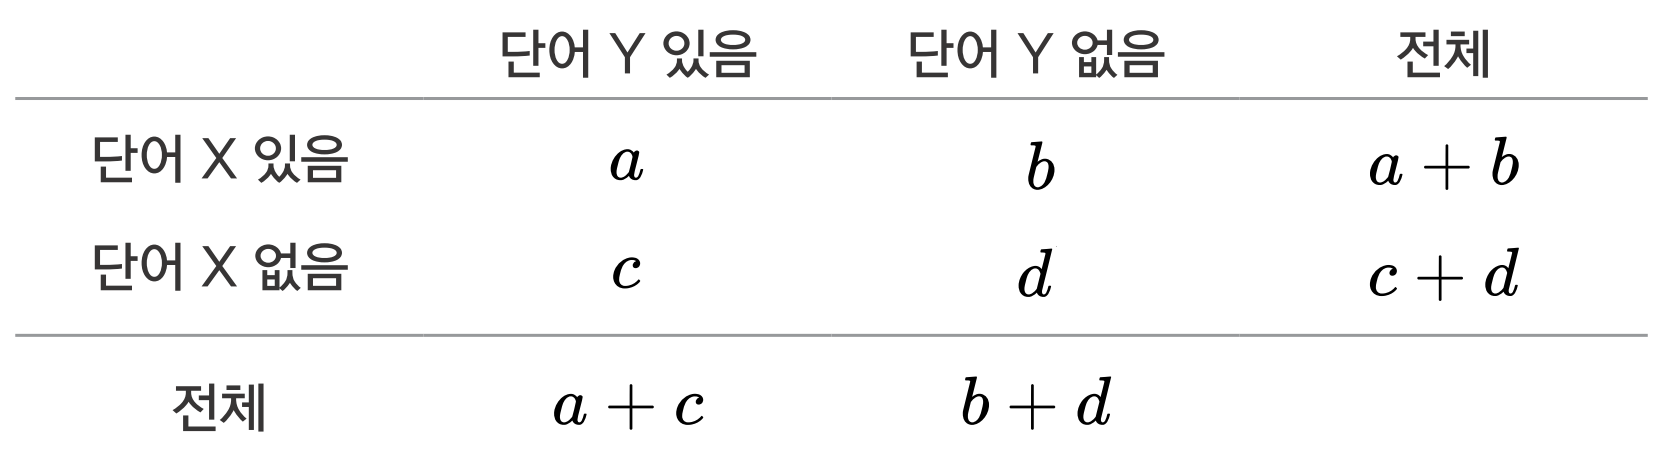 단어 Y 있음 단어 Y 없음 전체
단어 X 있음 a b a + b
단어 X 없음 c d c + d
전체 a + c b + d